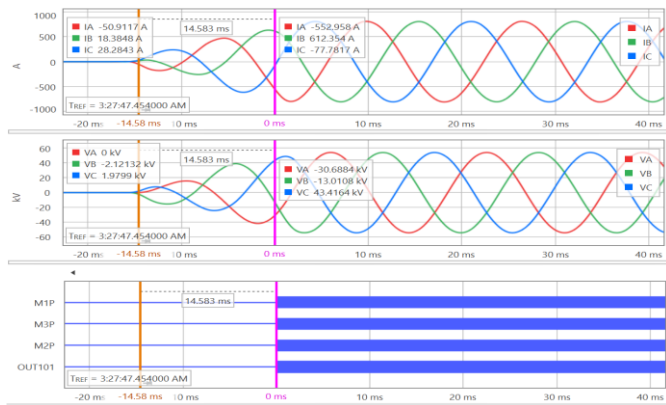 1000
500
0
-500
-1000
A
IA -50.9117 A
IB 18.3848 A
IC 28.2843 A
14.583 ms
IA -552.958 A
IB 612.354 A
IC -77.7817 A
IA
IB
IC
TREF = 3:27:47.454000 AM
-20 ms
-14.58 ms
0 ms
10 ms
20 ms
30 ms
40 ms
60
40
20
0
-20
-40
-60
kV
VA 0 kV
VB -2.12132 kV
VC 1.9799 kV
14.583 ms
VA -30.6884 kV
VB -13.0108 kV
VC 43.4164 kV
VA
VB
VC
TREF = 3:27:47.454000 AM
-20 ms
-14.58 ms
0 ms
10 ms
20 ms
30 ms
40 ms
14.583 ms
M1P
M3P
M2P
OUT101
TREF = 3:27:47.454000 AM
-20 ms
-14.58 ms
0 ms
10 ms
20 ms
30 ms
40 ms